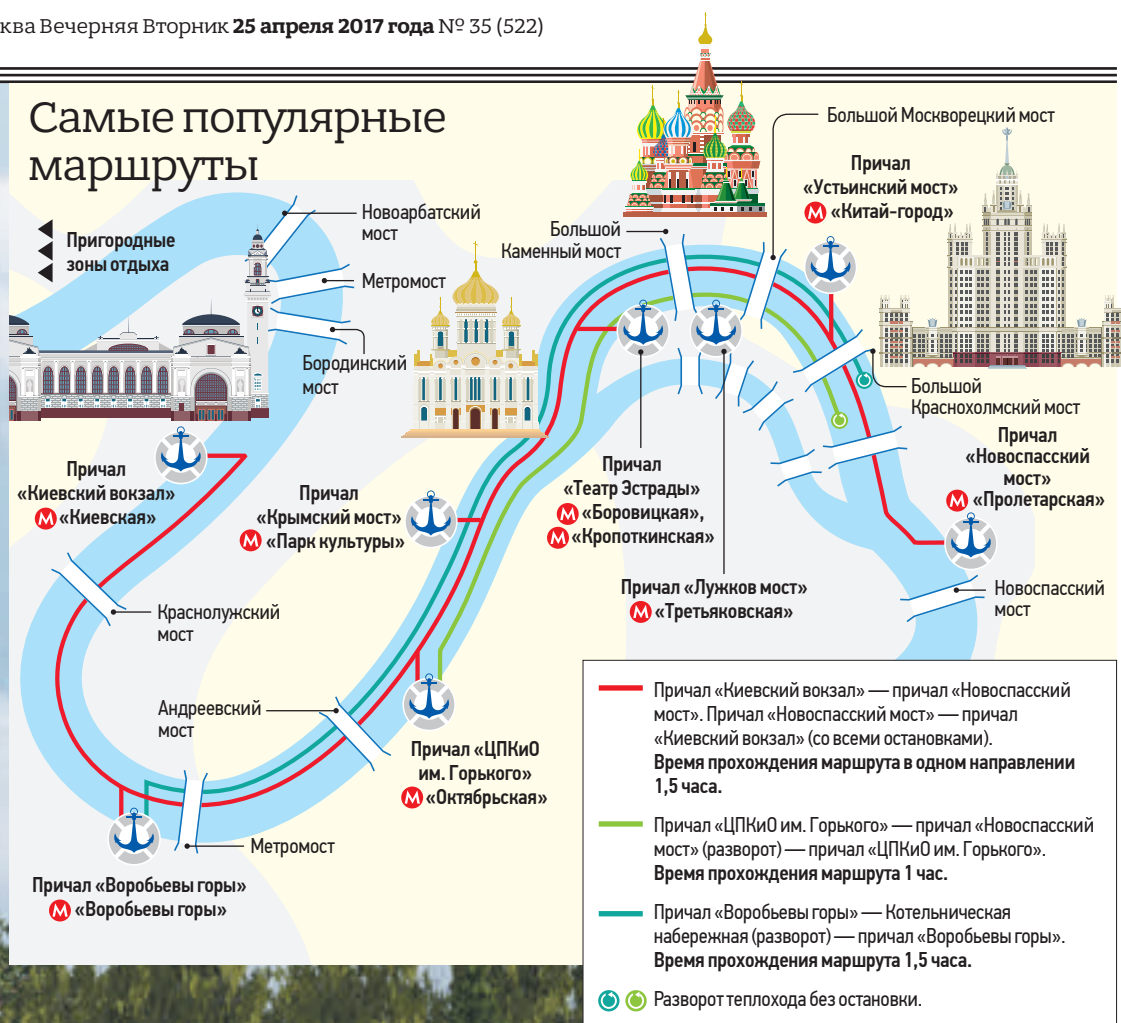 ква Вечерняя Вторник 25 апреля 2017 года № 35 (522)
Самые популярные
маршруты
Пригородные
зоны отдыха
Новоарбатский
мост
Метромост
Бородинский
мост
Большой
Каменный мост
Большой Москворецкий мост
Причал
«Устьинский мост»
М «Китай-город»
Большой
Краснохолмский мост
Причал
«Новоспасский
мост»
М «Пролетарская»
Новоспасский
мост
Причал
«Киевский вокзал»
М «Киевская»
Причал
«Крымский мост»
М «Парк культуры»
Причал
«Театр Эстрады»
М «Боровицкая»,
М «Кропоткинская»
Причал «Лужков мост»
М «Третьяковская»
Краснолужский
мост
Андреевский
мост
Причал «ЦПКиО
им. Горького»
М «Октябрьская»
Метромост
Причал «Воробьевы горы»
М «Воробьевы горы»
Причал «Киевский вокзал» — причал «Новоспасский
мост». Причал «Новоспасский мост» — причал
«Киевский вокзал» (со всеми остановками).
Время прохождения маршрута в одном направлении
1,5 часа.
Причал «ЦПКиО им. Горького» — причал «Новоспасский
мост» (разворот) — причал «ЦПКиО им. Горького».
Время прохождения маршрута 1 час.
Причал «Воробьевы горы» — Котельническая
набережная (разворот) — причал «Воробьевы горы».
Время прохождения маршрута 1,5 часа.
Разворот теплохода без остановки.